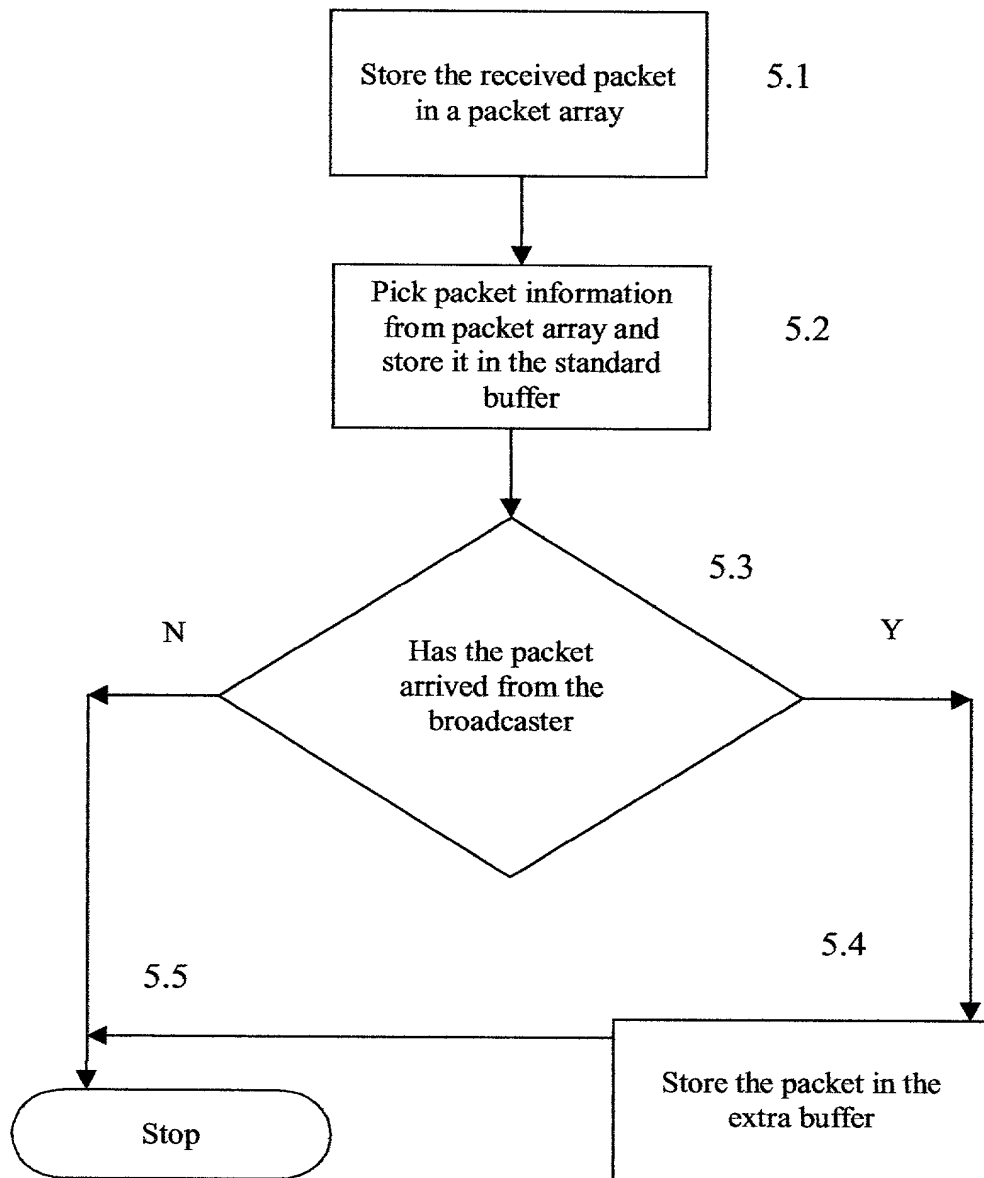 Store the received packet
in a packet array
5.1
Pick packet information
from packet array and
store it in the standard
buffer
5.2
5.3
N
Y
Has the packet
arrived from the
broadcaster
5.4
5.5
Store the packet in the
extra buffer
Stop